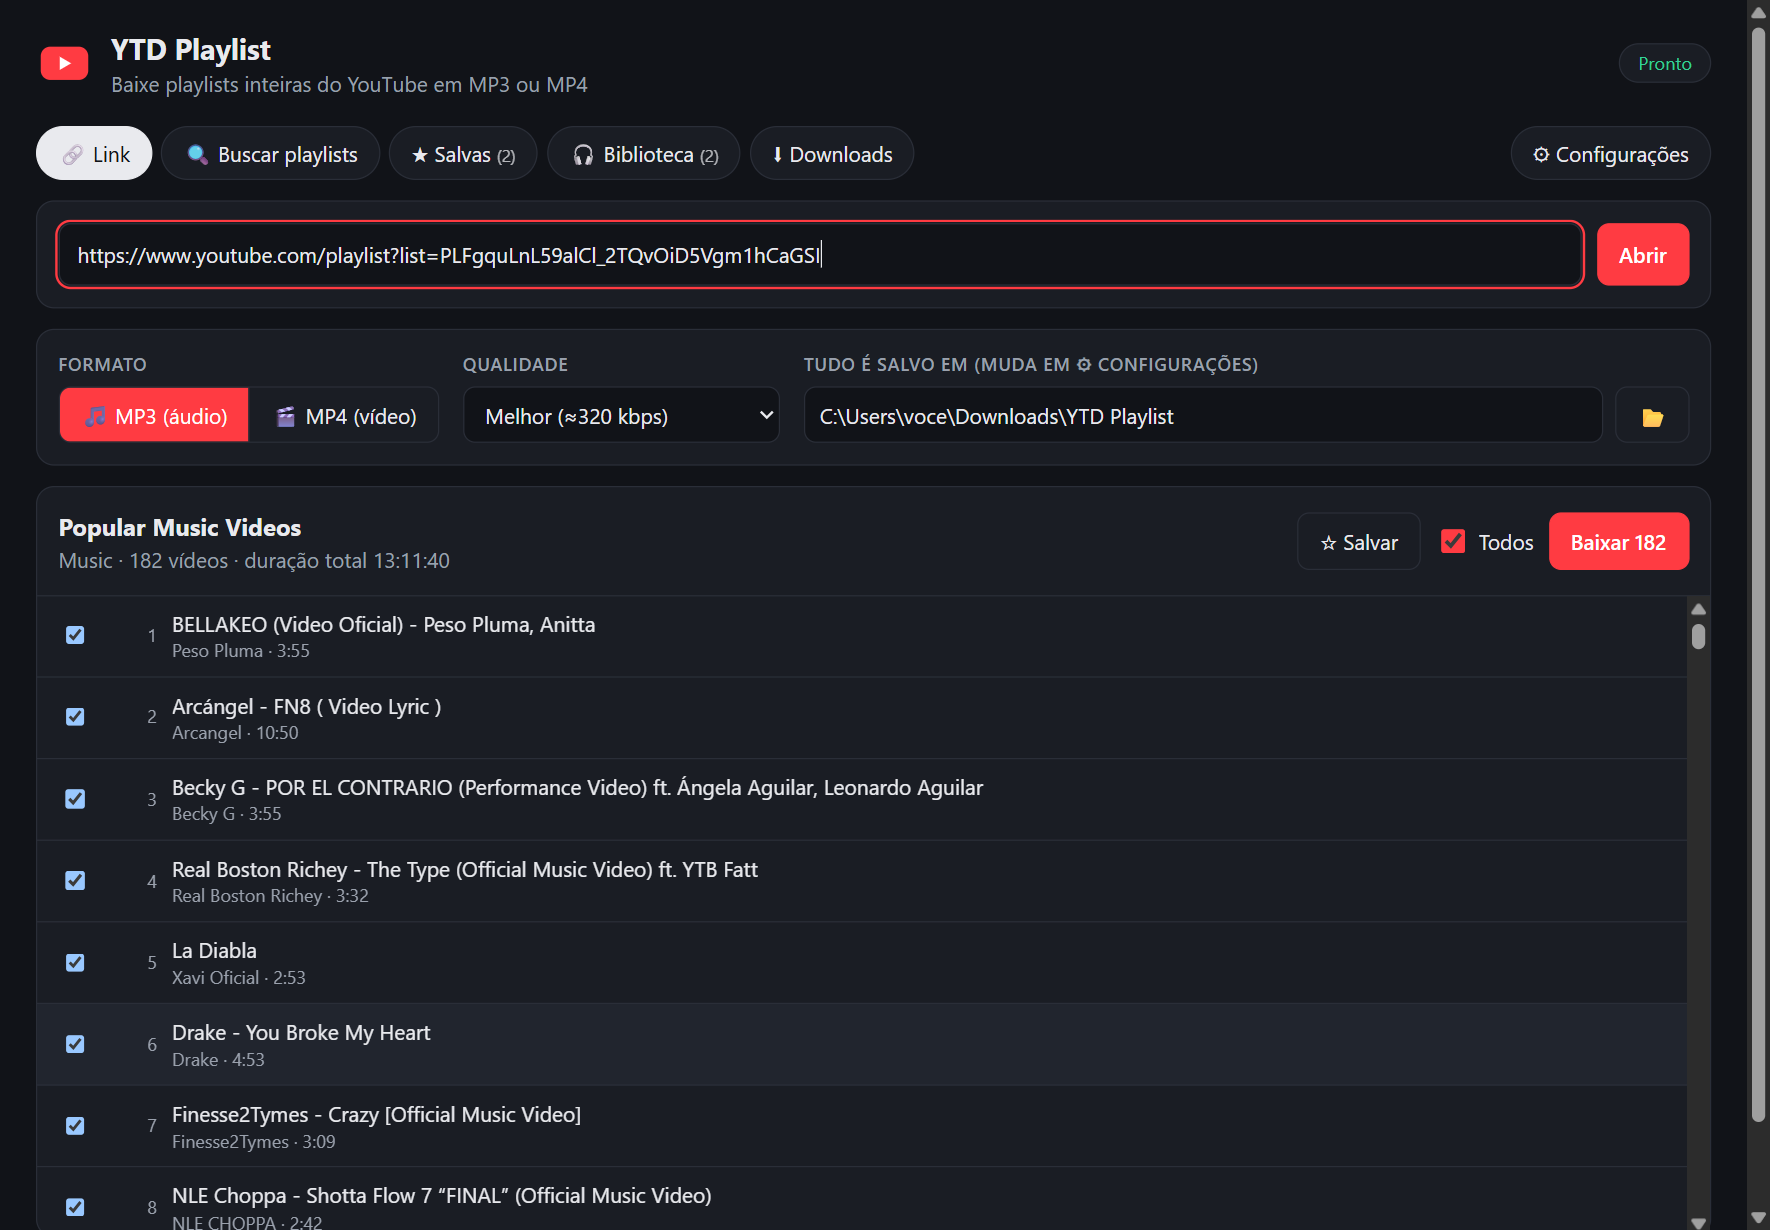 YTD Playlist
Baixe playlists inteiras do YouTube em MP3 ou MP4
Pronto
Link
Buscar playlists
★ Salvas (2)
Biblioteca (2)
⬇ Downloads
⚙ Configurações
https://www.youtube.com/playlist?list=PLFgquLnL59alCl_2TQvOiD5Vgm1hCaGSI
Abrir
FORMATO
QUALIDADE
TUDO É SALVO EM (MUDA EM ⚙ CONFIGURAÇÕES)
MP3 (áudio)
MP4 (vídeo)
Melhor (≈320 kbps)
C:\Users\voce\Downloads\YTD Playlist
Popular Music Videos
Music · 182 vídeos · duração total 13:11:40
☆ Salvar
Todos
Baixar 182
1 BELLAKEO (Video Oficial) - Peso Pluma, Anitta
Peso Pluma · 3:55
2 Arcángel - FN8 ( Video Lyric )
Arcangel · 10:50
3 Becky G - POR EL CONTRARIO (Performance Video) ft. Ángela Aguilar, Leonardo Aguilar
Becky G · 3:55
4 Real Boston Richey - The Type (Official Music Video) ft. YTB Fatt
Real Boston Richey · 3:32
5 La Diabla
Xavi Oficial · 2:53
6 Drake - You Broke My Heart
Drake · 4:53
7 Finesse2Tymes - Crazy [Official Music Video]
Finesse2Tymes · 3:09
8 NLE Choppa - Shotta Flow 7 “FINAL” (Official Music Video)
NLE CHOPPA · 2:42